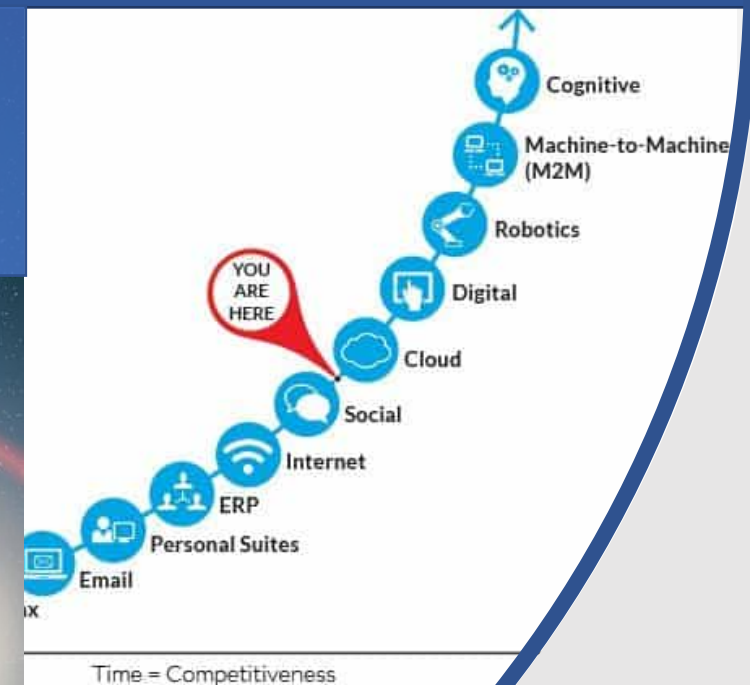 Cognitive
Machine-to-Machine
(M2M)
Robotics
YOU
ARE
HERE
Digital
Cloud
Social
Internet
ERP
Personal Suites
Email
Time = Competitiveness